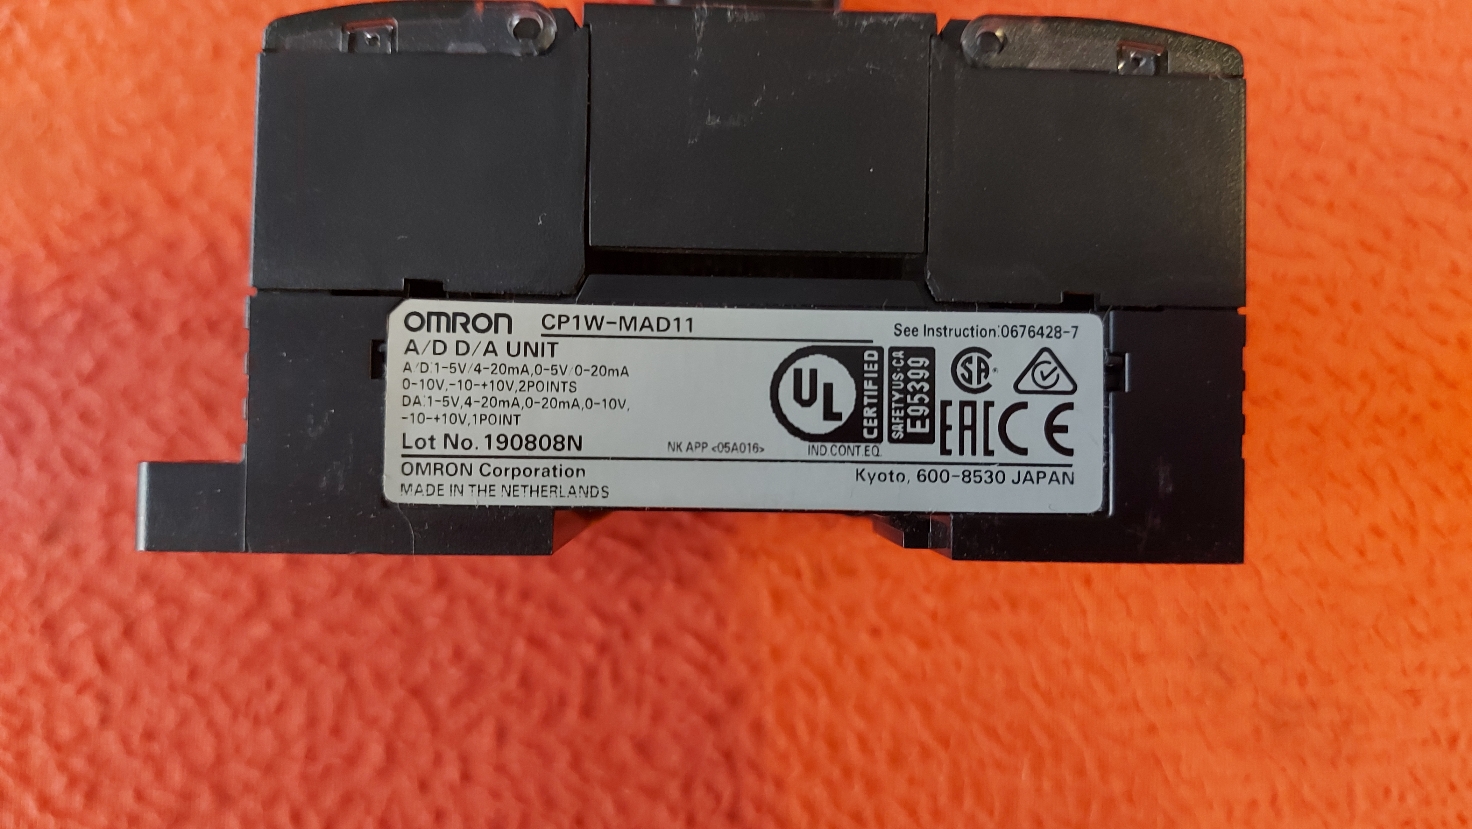 OMRON CP1W-MAD11
See Instruction:0676428-7
A/D D/A UNIT
A/D:1-5V/4-20mA,0-5V/0-20mA
0-10V,-10-+10V,2POINTS
DA:1-5V,4-20mA,0-20mA,0-10V,
-10-+10V,1POINT
Lot No. 190808N
NK APP <05A016>
UL CERTIFIED
SAFETY US-CA
E95399
IND CONT EQ
SA
EAC CE
OMRON Corporation
Kyoto, 600-8530 JAPAN
MADE IN THE NETHERLANDS